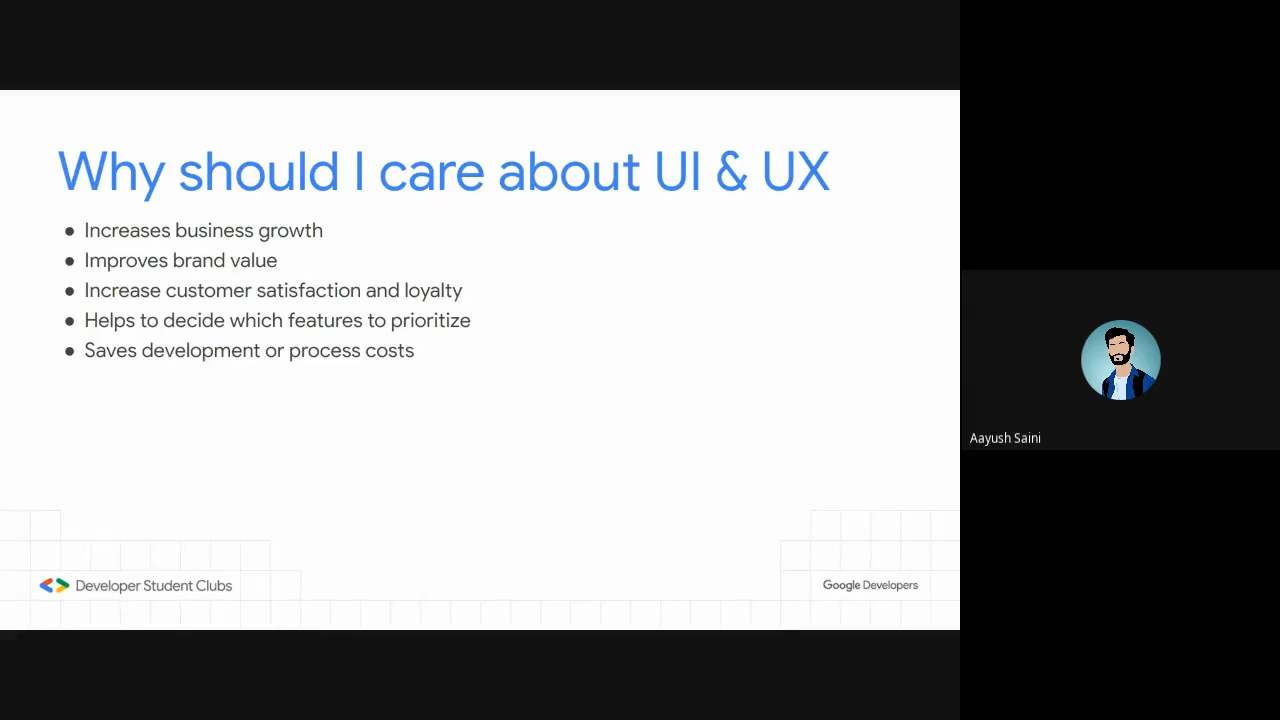 Why should I care about UI & UX
● Increases business growth
● Improves brand value
● Increase customer satisfaction and loyalty
● Helps to decide which features to prioritize
● Saves development or process costs
Developer Student Clubs
Google Developers
Aayush Saini